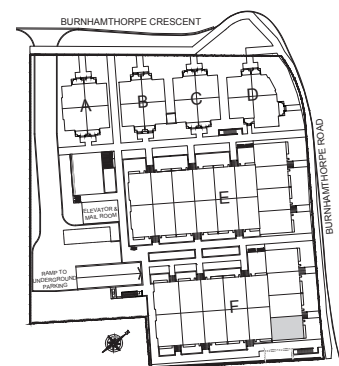 BURNHAMTHORPE CRESCENT
A
B
C
D
BURNHAMTHORPE ROAD
E
ELEVATOR &
MAIL ROOM
RAMP TO
UNDERGROUND
PARKING
F